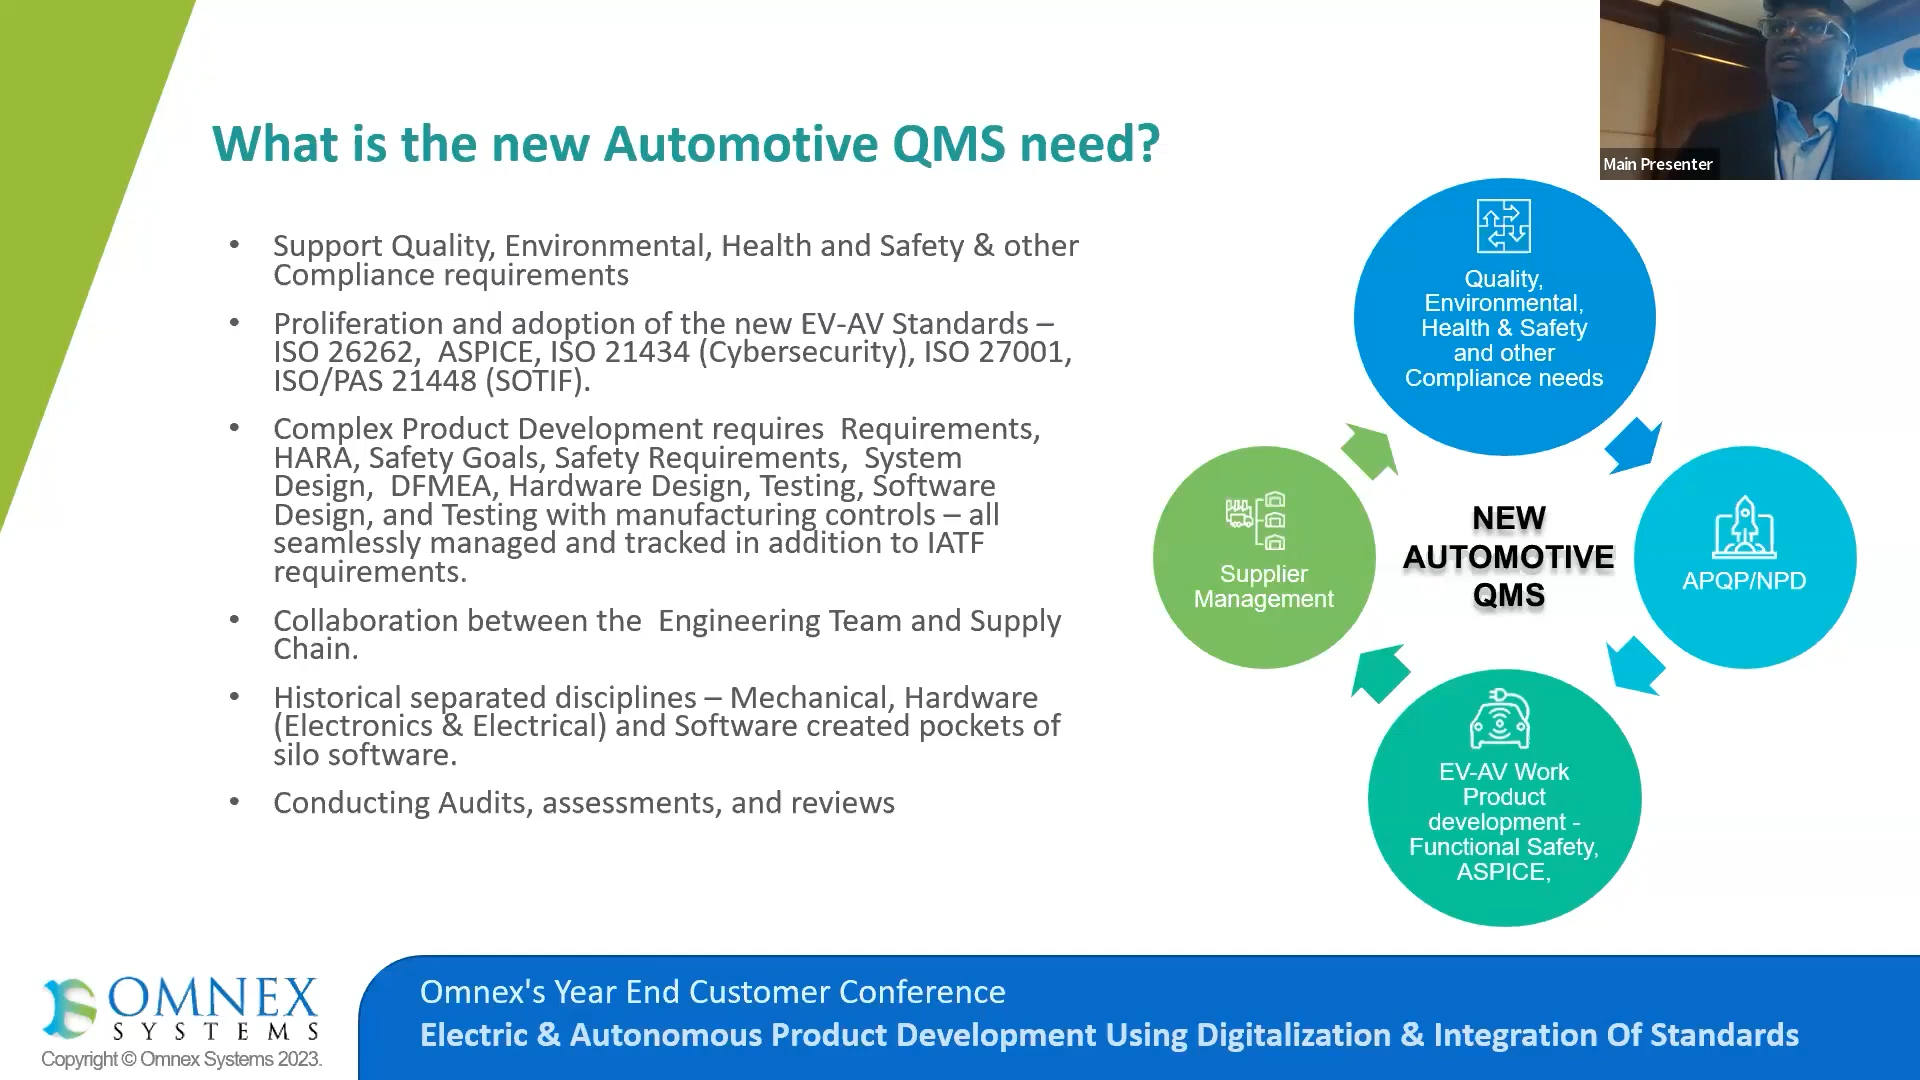 Main Presenter
What is the new Automotive QMS need?
• Support Quality, Environmental, Health and Safety & other
Compliance requirements
• Proliferation and adoption of the new EV-AV Standards –
ISO 26262, ASPICE, ISO 21434 (Cybersecurity), ISO 27001,
ISO/PAS 21448 (SOTIF).
• Complex Product Development requires Requirements,
HARA, Safety Goals, Safety Requirements, System
Design, DFMEA, Hardware Design, Testing, Software
Design, and Testing with manufacturing controls – all
seamlessly managed and tracked in addition to IATF
requirements.
• Collaboration between the Engineering Team and Supply
Chain.
• Historical separated disciplines – Mechanical, Hardware
(Electronics & Electrical) and Software created pockets of
silo software.
• Conducting Audits, assessments, and reviews
Quality,
Environmental,
Health & Safety
and other
Compliance needs
APQP/NPD
EV-AV Work
Product
development -
Functional Safety,
ASPICE,
Supplier
Management
NEW
AUTOMOTIVE
QMS
OMNEX
SYSTEMS
Copyright © Omnex Systems 2023.
Omnex's Year End Customer Conference
Electric & Autonomous Product Development Using Digitalization & Integration Of Standards